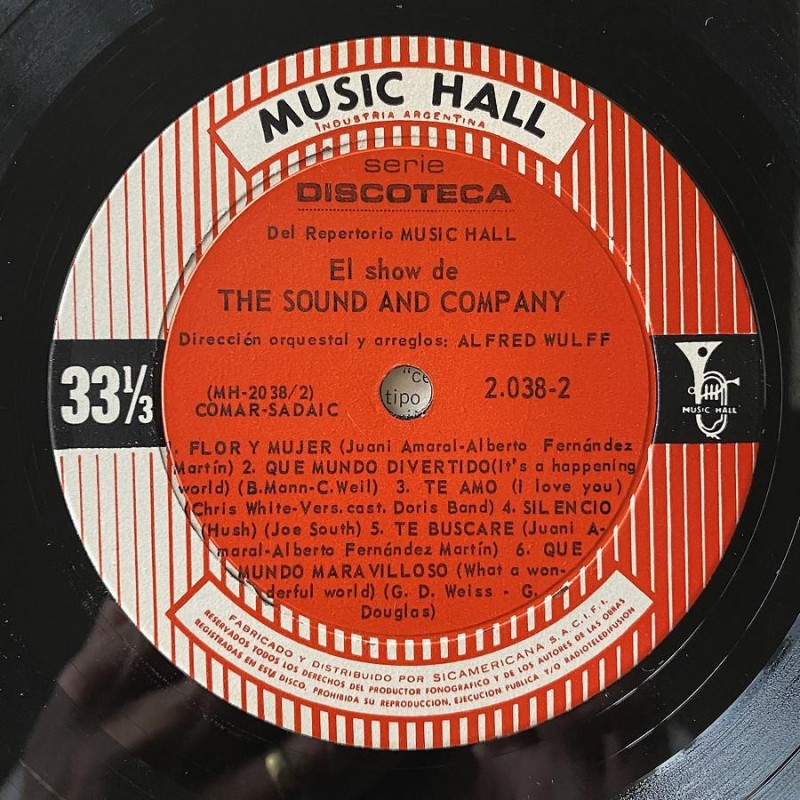 MUSIC HALL
INDUSTRIA ARGENTINA
serie
DISCOTECA
Del Repertorio MUSIC HALL
El show de
THE SOUND AND COMPANY
Dirección orquestal y arreglos: ALFRED WULFF
33⅓
(MH-2038/2)
COMAR-SADAIC
"ce
tipo
2.038-2
MUSIC HALL
1. FLOR Y MUJER (Juani Amaral-Alberto Fernández
Martín) 2. QUE MUNDO DIVERTIDO(It's a happening
world) (B.Mann-C.Weil) 3. TE AMO (I love you)
(Chris White-Vers.cast. Doris Band) 4. SILENCIO
(Hush) (Joe South) 5. TE BUSCARE (Juani A-
maral-Alberto Fernández Martín) 6. QUE
MUNDO MARAVILLOSO (What a won-
derful world) (G. D. Weiss - G.
Douglas)
FABRICADO Y DISTRIBUIDO POR SICAMERICANA S.A.C.I.F.I.
RESERVADOS TODOS LOS DERECHOS DEL PRODUCTOR FONOGRAFICO Y DE LOS AUTORES DE LAS OBRAS
REGISTRADAS EN ESTE DISCO, PROHIBIDA SU REPRODUCCION, EJECUCION PUBLICA Y/O RADIOTELEDIFUSION